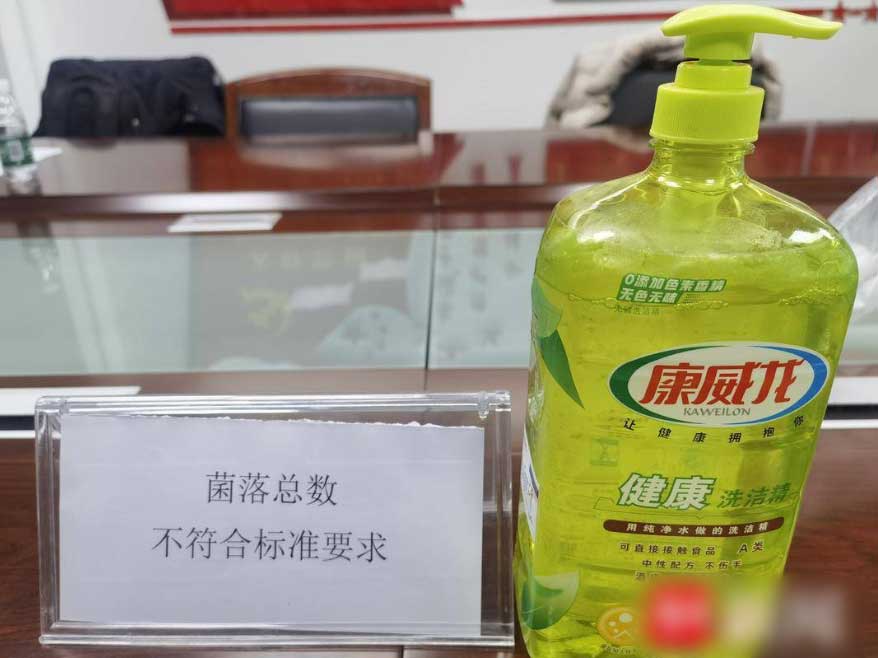 菌落总数
不符合标准要求
0添加色素香精
无色无味
康威龙
KAWEILON
让健康拥抱你
健康 洗洁精
用纯净水做的洗洁精
可直接接触食品 A类
中性配方 不伤手